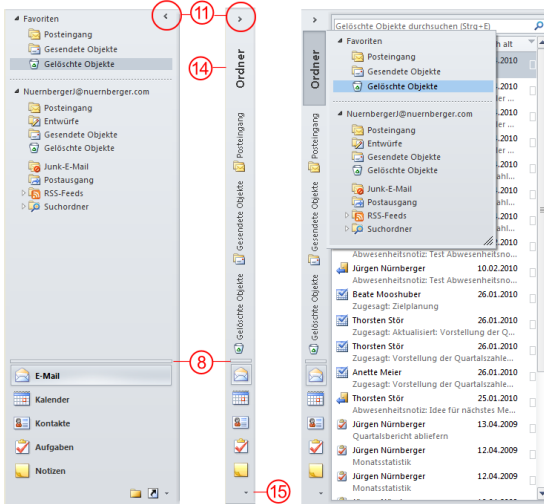 Favoriten
Posteingang
Gesendete Objekte
Gelöschte Objekte
NuernbergerJ@nuernberger.com
Posteingang
Entwürfe
Gesendete Objekte
Gelöschte Objekte
Junk-E-Mail
Postausgang
RSS-Feeds
Suchordner
E-Mail
Kalender
Kontakte
Aufgaben
Notizen
11
14
8
15
Ordner
Posteingang
Gesendete Objekte
Gelöschte Objekte
Ordner
Posteingang
Gesendete Objekte
Gelöschte Objekte
Gelöschte Objekte durchsuchen (Strg+E)
Favoriten
Posteingang
Gesendete Objekte
Gelöschte Objekte
NuernbergerJ@nuernberger.com
Posteingang
Entwürfe
Gesendete Objekte
Gelöschte Objekte
Junk-E-Mail
Postausgang
RSS-Feeds
Suchordner
Abwesenheitsnotiz: Test Abwesenheitsno...
Jürgen Nürnberger 10.02.2010
Abwesenheitsnotiz: Test Abwesenheitsno...
Beate Mooshuber 26.01.2010
Zugesagt: Zielplanung
Thorsten Stör 26.01.2010
Zugesagt: Aktualisiert: Vorstellung der Q...
Thorsten Stör 26.01.2010
Zugesagt: Vorstellung der Quartalszahle...
Anette Meier 26.01.2010
Zugesagt: Vorstellung der Quartalszahle...
Thorsten Stör 25.01.2010
Abwesenheitsnotiz: Idee für nächstes Me...
Jürgen Nürnberger 13.04.2009
Quartalsbericht abliefern
Jürgen Nürnberger 12.04.2009
Monatsstatistik
Jürgen Nürnberger 12.04.2009
Monatsstatistik